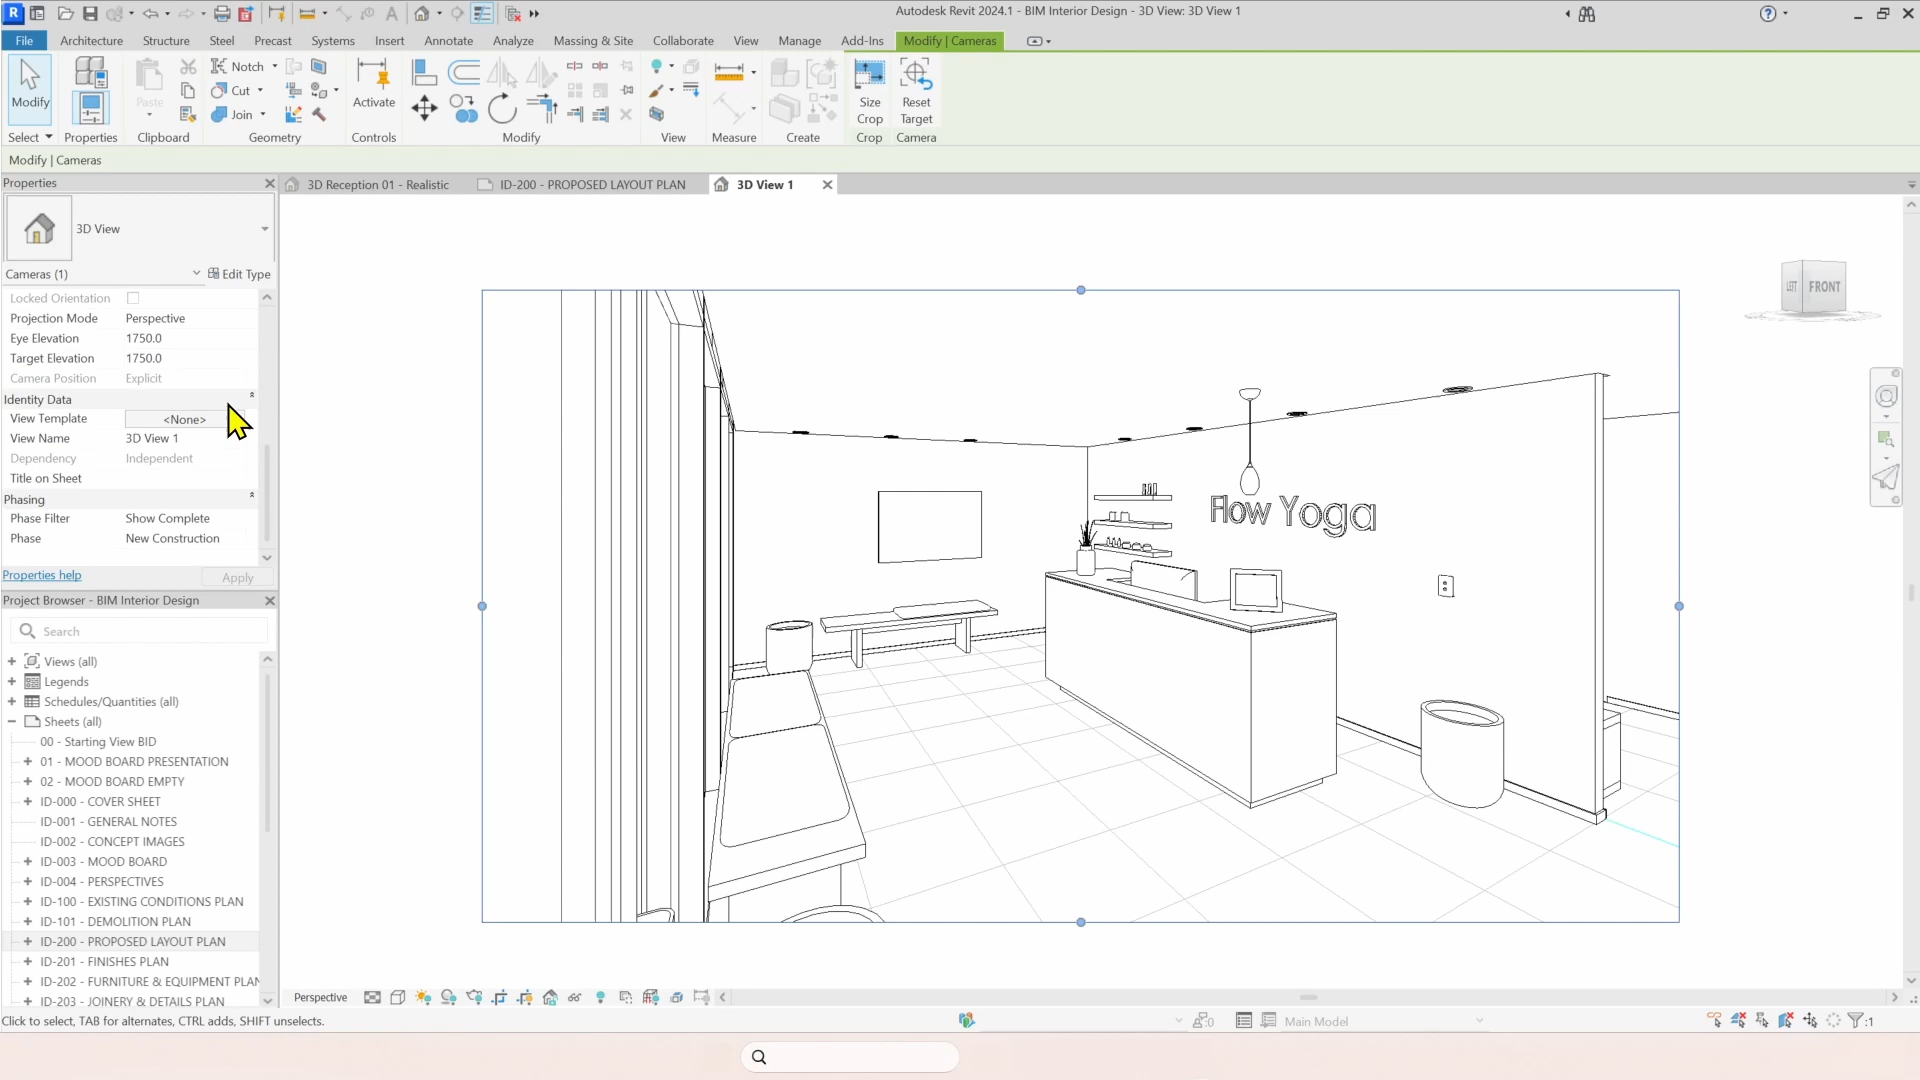 Autodesk Revit 2024.1 - BIM Interior Design - 3D View: 3D View 1
File Architecture Structure Steel Precast Systems Insert Annotate Analyze Massing & Site Collaborate View Manage Add-Ins Modify | Cameras
Modify
Paste
Notch
Cut
Join
Activate
Size Crop
Reset Target
Select Properties Clipboard Geometry Controls Modify View Measure Create Crop Camera
Modify | Cameras
Properties
3D Reception 01 - Realistic
ID-200 - PROPOSED LAYOUT PLAN
3D View 1
3D View
Cameras (1)
Edit Type
Locked Orientation
Projection Mode Perspective
Eye Elevation 1750.0
Target Elevation 1750.0
Camera Position Explicit
Identity Data
View Template <None>
View Name 3D View 1
Dependency Independent
Title on Sheet
Phasing
Phase Filter Show Complete
Phase New Construction
Properties help
Apply
Project Browser - BIM Interior Design
Search
Views (all)
Legends
Schedules/Quantities (all)
Sheets (all)
00 - Starting View BID
01 - MOOD BOARD PRESENTATION
02 - MOOD BOARD EMPTY
ID-000 - COVER SHEET
ID-001 - GENERAL NOTES
ID-002 - CONCEPT IMAGES
ID-003 - MOOD BOARD
ID-004 - PERSPECTIVES
ID-100 - EXISTING CONDITIONS PLAN
ID-101 - DEMOLITION PLAN
ID-200 - PROPOSED LAYOUT PLAN
ID-201 - FINISHES PLAN
ID-202 - FURNITURE & EQUIPMENT PLAN
ID-203 - JOINERY & DETAILS PLAN
LEFT FRONT
Flow Yoga
Perspective
Click to select, TAB for alternates, CTRL adds, SHIFT unselects.
:0
Main Model
:1